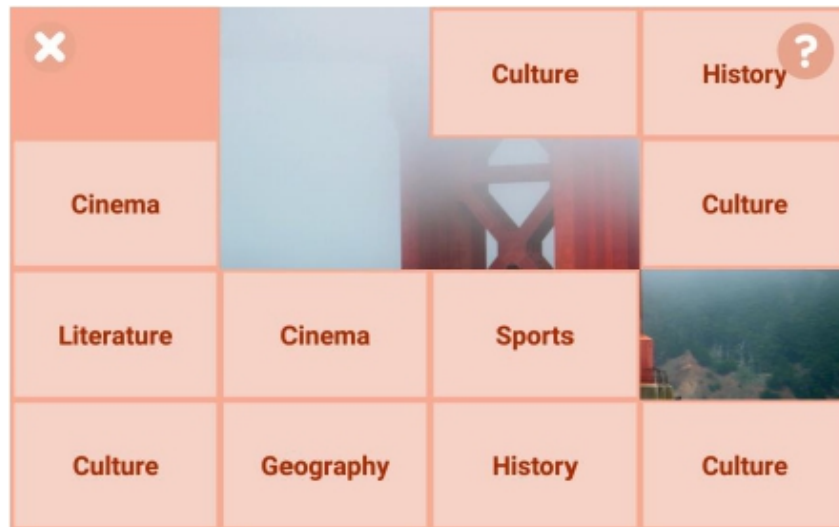 Culture
History
?
Cinema
Culture
Literature
Cinema
Sports
Culture
Geography
History
Culture